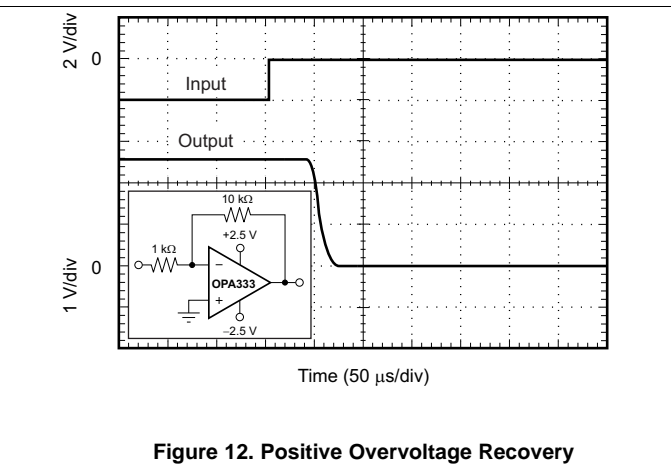 2 V/div
0
Input
Output
10 kΩ
+2.5 V
1 kΩ
−
OPA333
+
−2.5 V
0
1 V/div
Time (50 μs/div)
Figure 12. Positive Overvoltage Recovery